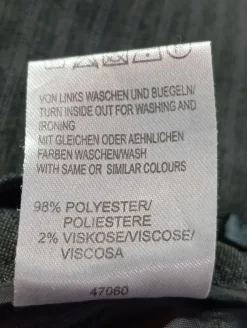 VON LINKS WASCHEN UND BUEGELN/
TURN INSIDE OUT FOR WASHING AND
IRONING
MIT GLEICHEN ODER AEHNLICHEN
FARBEN WASCHEN/WASH
WITH SAME OR SIMILAR COLOURS
98% POLYESTER/
POLIESTERE
2% VISKOSE/VISCOSE/
VISCOSA
47060